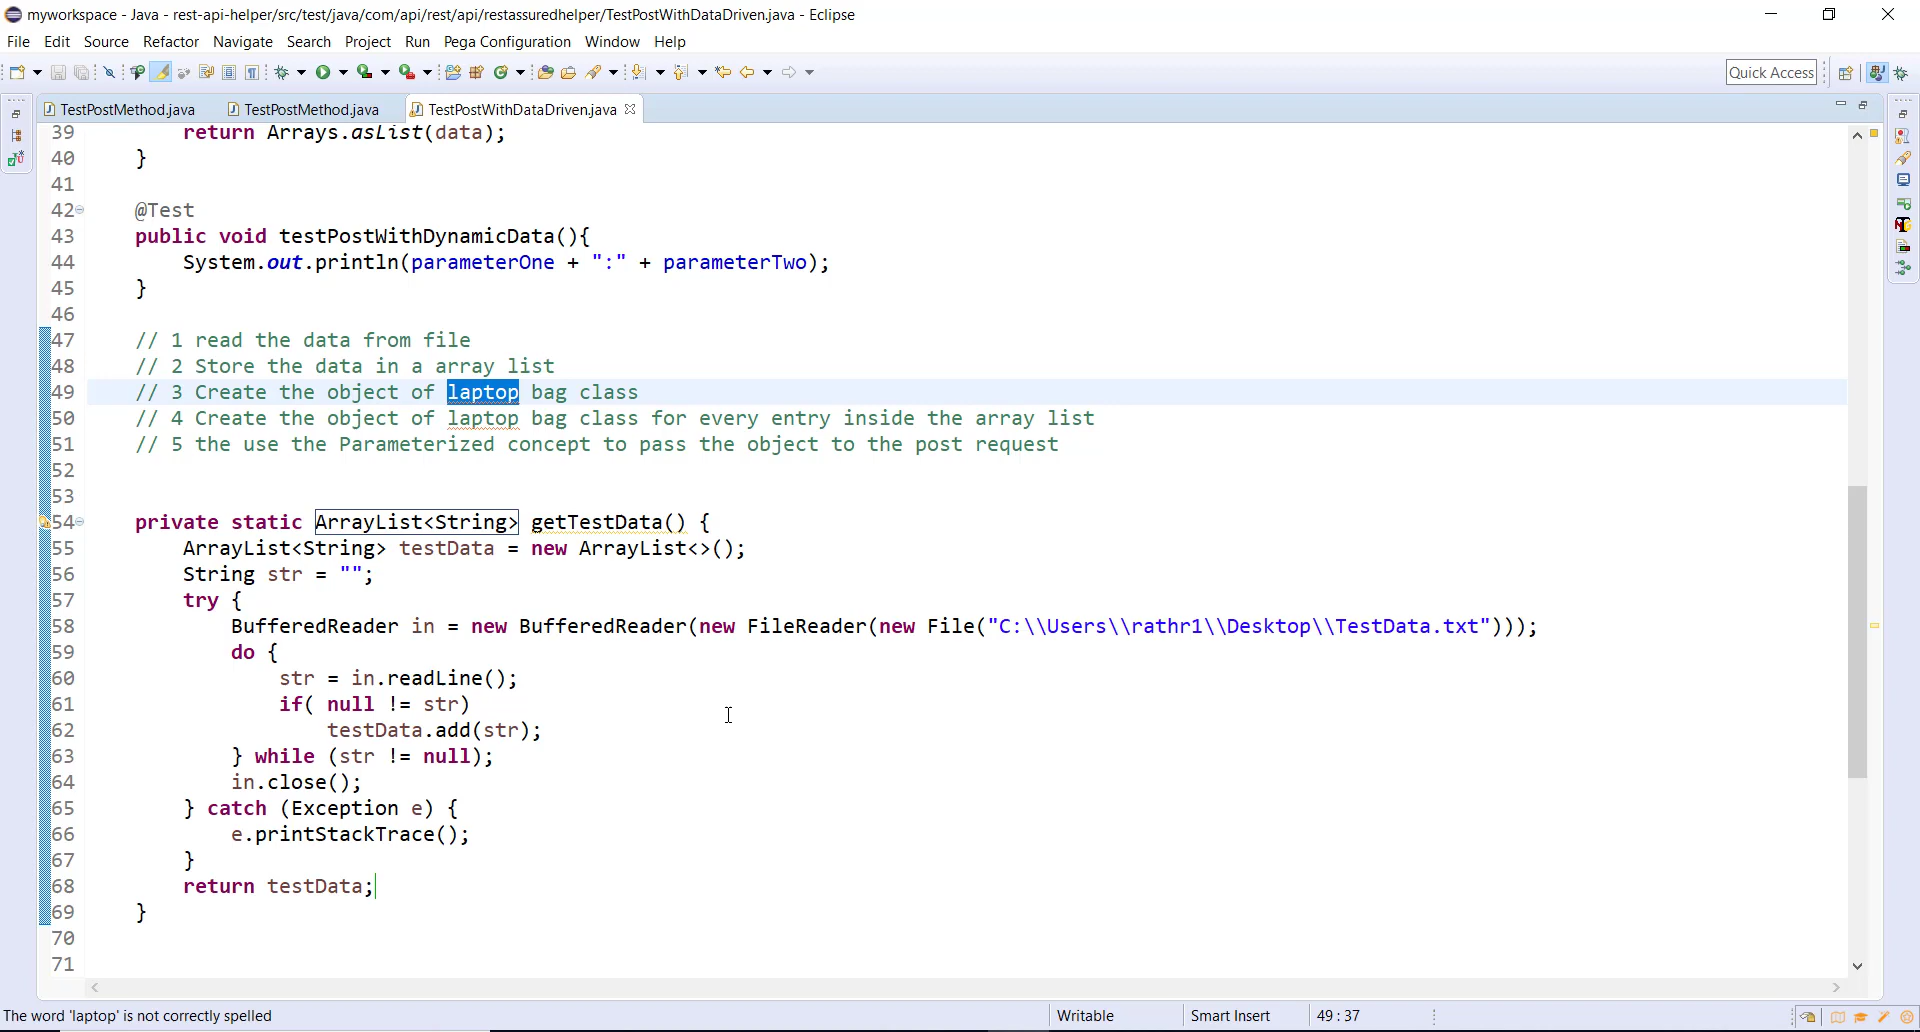 myworkspace - Java - rest-api-helper/src/test/java/com/api/rest/api/restassuredhelper/TestPostWithDataDriven.java - Eclipse
File Edit Source Refactor Navigate Search Project Run Pega Configuration Window Help
Quick Access
TestPostMethod.java TestPostMethod.java TestPostWithDataDriven.java
39 return Arrays.asList(data);
40 }
41
42 @Test
43 public void testPostWithDynamicData(){
44 System.out.println(parameterOne + ":" + parameterTwo);
45 }
46
47 // 1 read the data from file
48 // 2 Store the data in a array list
49 // 3 Create the object of laptop bag class
50 // 4 Create the object of laptop bag class for every entry inside the array list
51 // 5 the use the Parameterized concept to pass the object to the post request
52
53
54 private static ArrayList<String> getTestData() {
55 ArrayList<String> testData = new ArrayList<>();
56 String str = "";
57 try {
58 BufferedReader in = new BufferedReader(new FileReader(new File("C:\\Users\\rathr1\\Desktop\\TestData.txt")));
59 do {
60 str = in.readLine();
61 if( null != str)
62 testData.add(str);
63 } while (str != null);
64 in.close();
65 } catch (Exception e) {
66 e.printStackTrace();
67 }
68 return testData;
69 }
70
71
The word 'laptop' is not correctly spelled Writable Smart Insert 49 : 37